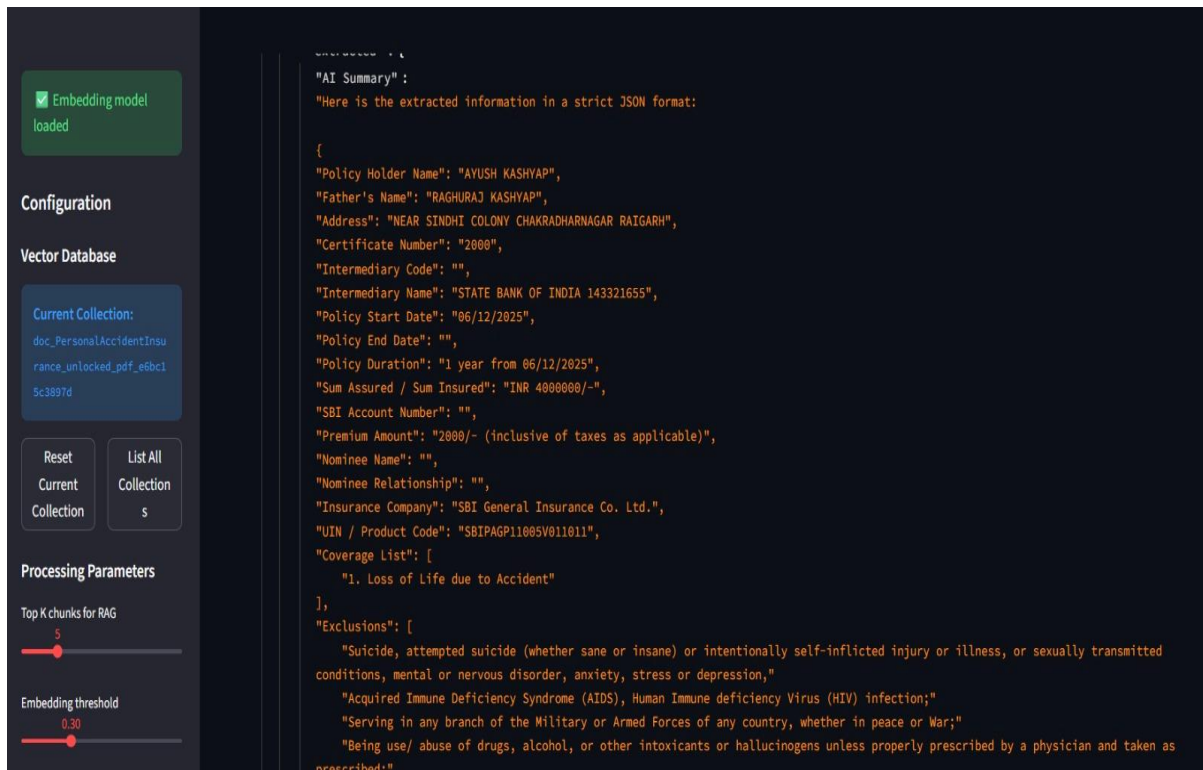 ✅ Embedding model
loaded
Configuration
Vector Database
Current Collection:
doc_PersonalAccidentInsu
rance_unlocked_pdf_e6bc1
5c3897d
Reset
Current
Collection
List All
Collection
s
Processing Parameters
Top K chunks for RAG
5
Embedding threshold
0.30
"AI Summary" :
"Here is the extracted information in a strict JSON format:
{
"Policy Holder Name": "AYUSH KASHYAP",
"Father's Name": "RAGHURAJ KASHYAP",
"Address": "NEAR SINDHI COLONY CHAKRADHARNAGAR RAIGARH",
"Certificate Number": "2000",
"Intermediary Code": "",
"Intermediary Name": "STATE BANK OF INDIA 143321655",
"Policy Start Date": "06/12/2025",
"Policy End Date": "",
"Policy Duration": "1 year from 06/12/2025",
"Sum Assured / Sum Insured": "INR 4000000/-",
"SBI Account Number": "",
"Premium Amount": "2000/- (inclusive of taxes as applicable)",
"Nominee Name": "",
"Nominee Relationship": "",
"Insurance Company": "SBI General Insurance Co. Ltd.",
"UIN / Product Code": "SBIPAGP11005V011011",
"Coverage List": [
"1. Loss of Life due to Accident"
],
"Exclusions": [
"Suicide, attempted suicide (whether sane or insane) or intentionally self-inflicted injury or illness, or sexually transmitted
conditions, mental or nervous disorder, anxiety, stress or depression,"
"Acquired Immune Deficiency Syndrome (AIDS), Human Immune deficiency Virus (HIV) infection;"
"Serving in any branch of the Military or Armed Forces of any country, whether in peace or War;"
"Being use/ abuse of drugs, alcohol, or other intoxicants or hallucinogens unless properly prescribed by a physician and taken as
prescribed;"